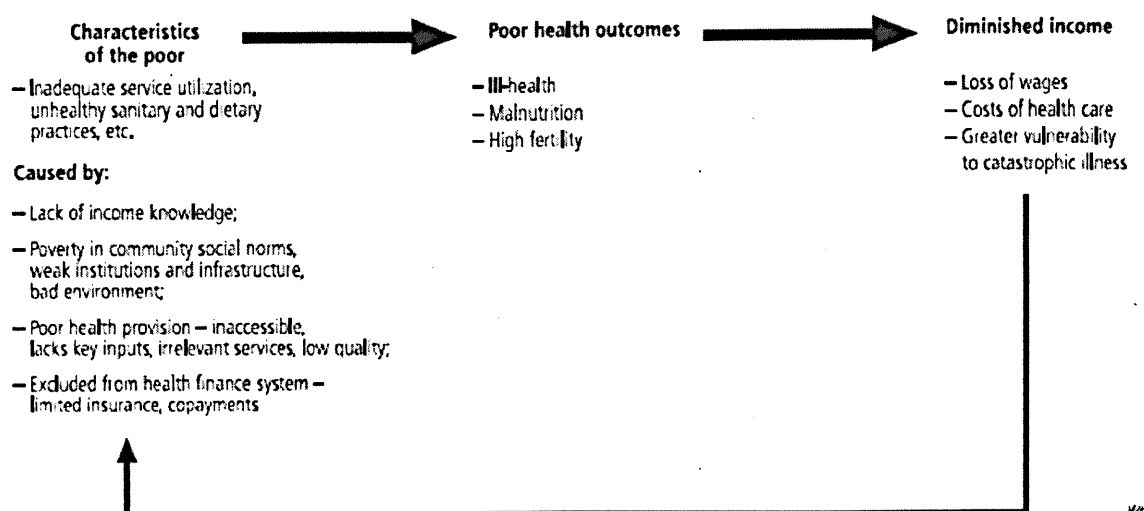 Characteristics
of the poor
– Inadequate service utilization,
unhealthy sanitary and dietary
practices, etc.
Caused by:
– Lack of income knowledge;
– Poverty in community social norms,
weak institutions and infrastructure,
bad environment;
– Poor health provision – inaccessible,
lacks key inputs, irrelevant services, low quality;
– Excluded from health finance system –
limited insurance, copayments
Poor health outcomes
– Ill-health
– Malnutrition
– High fertility
Diminished income
– Loss of wages
– Costs of health care
– Greater vulnerability
to catastrophic illness